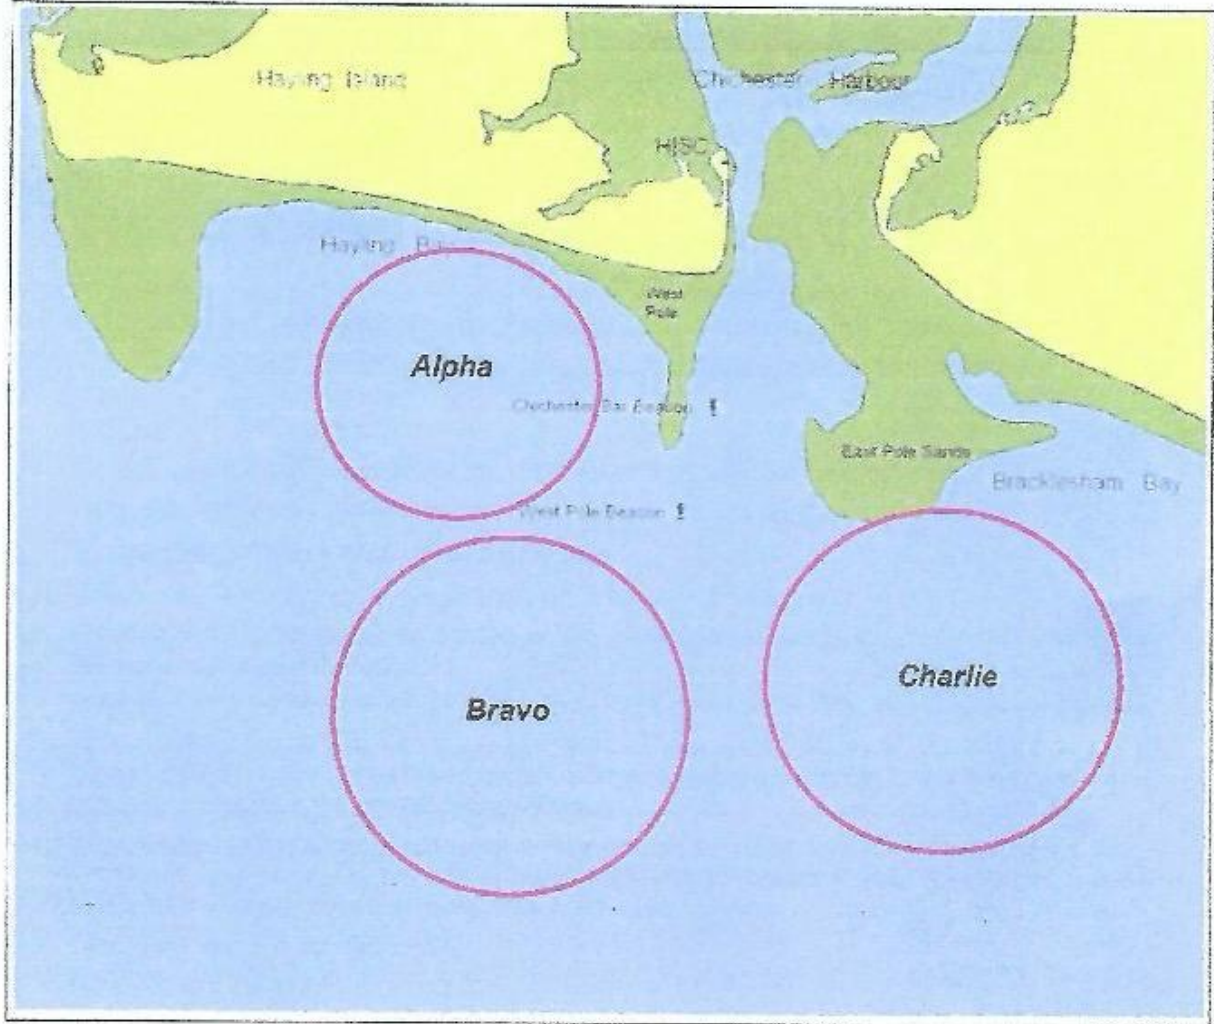 Hayling Island
Chichester Harbour
HISC
Hayling Bay
West
Pole
Alpha
Chichester Bar Beacon
East Pole Sands
Bracklesham Bay
West Pole Beacon
Charlie
Bravo